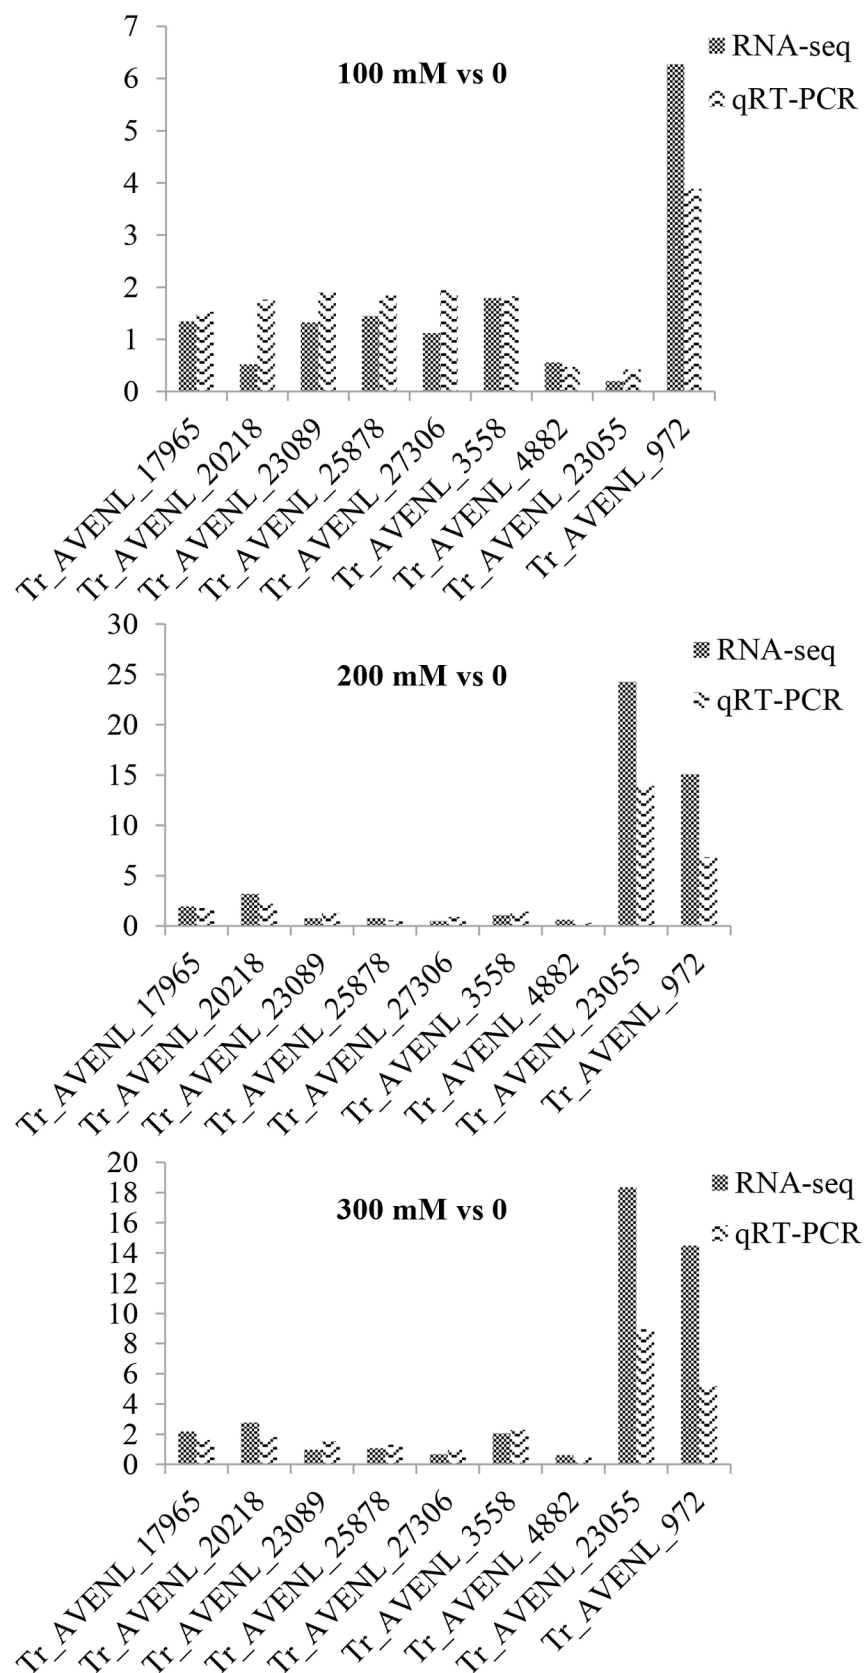 7
6
5
4
3
2
1
0
100 mM vs 0
RNA-seq
qRT-PCR
Tr_AVENL_17965
Tr_AVENL_20218
Tr_AVENL_23089
Tr_AVENL_25878
Tr_AVENL_27306
Tr_AVENL_3558
Tr_AVENL_4882
Tr_AVENL_23055
Tr_AVENL_972
30
25
20
15
10
5
0
200 mM vs 0
RNA-seq
qRT-PCR
Tr_AVENL_17965
Tr_AVENL_20218
Tr_AVENL_23089
Tr_AVENL_25878
Tr_AVENL_27306
Tr_AVENL_3558
Tr_AVENL_4882
Tr_AVENL_23055
Tr_AVENL_972
20
18
16
14
12
10
8
6
4
2
0
300 mM vs 0
RNA-seq
qRT-PCR
Tr_AVENL_17965
Tr_AVENL_20218
Tr_AVENL_23089
Tr_AVENL_25878
Tr_AVENL_27306
Tr_AVENL_3558
Tr_AVENL_4882
Tr_AVENL_23055
Tr_AVENL_972